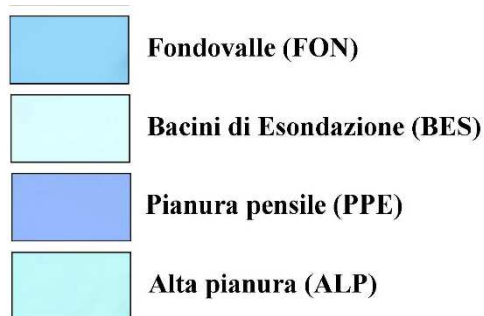 Fondovalle (FON)
Bacini di Esondazione (BES)
Pianura pensile (PPE)
Alta pianura (ALP)